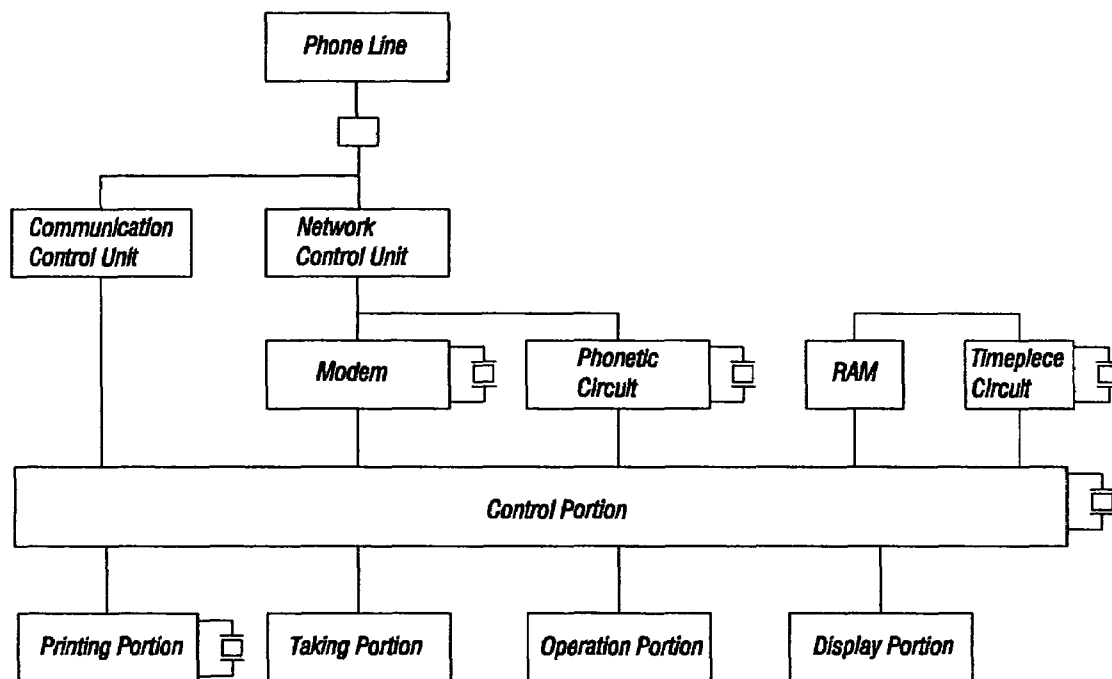 Phone Line
Communication
Control Unit
Network
Control Unit
Modem
Phonetic
Circuit
RAM
Timepiece
Circuit
Control Portion
Printing Portion
Taking Portion
Operation Portion
Display Portion